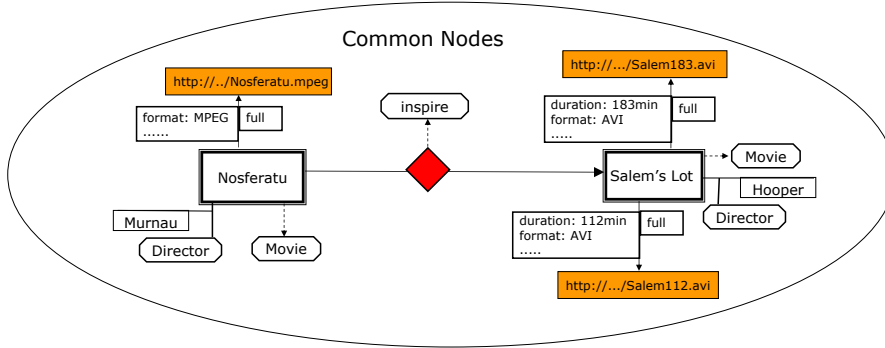 Common Nodes
http://../Nosferatu.mpeg
format: MPEG
......
full
inspire
http://.../Salem183.avi
duration: 183min
format: AVI
.....
full
Nosferatu
Salem's Lot
Movie
Hooper
Director
Murnau
Director
Movie
duration: 112min
format: AVI
.....
full
http://.../Salem112.avi